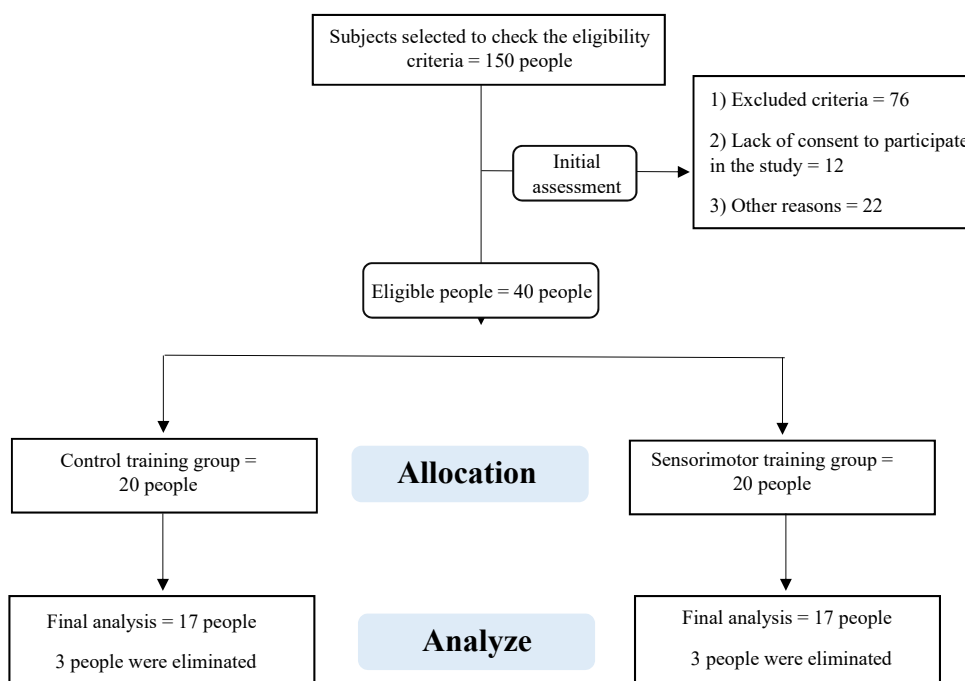 Subjects selected to check the eligibility
criteria = 150 people
1) Excluded criteria = 76
2) Lack of consent to participate
in the study = 12
3) Other reasons = 22
Initial
assessment
Eligible people = 40 people
Control training group =
20 people
Allocation
Sensorimotor training group =
20 people
Final analysis = 17 people
3 people were eliminated
Analyze
Final analysis = 17 people
3 people were eliminated